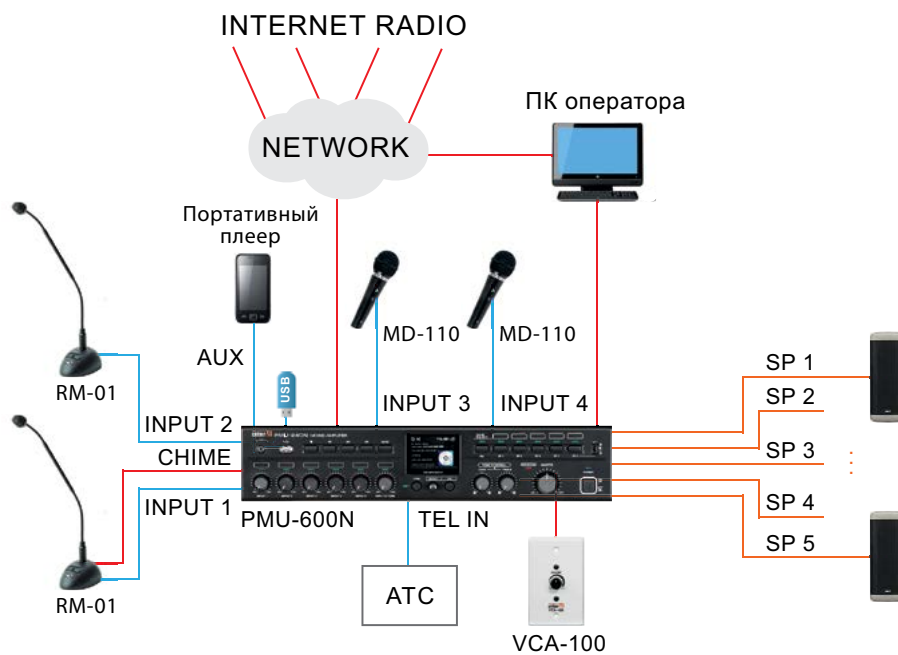 INTERNET RADIO
NETWORK
ПК оператора
Портативный
плеер
AUX
USB
MD-110
MD-110
RM-01
INPUT 2
CHIME
INPUT 1
INPUT 3
INPUT 4
SP 1
SP 2
SP 3
SP 4
SP 5
PMU-600N
TEL IN
RM-01
АТС
VCA-100